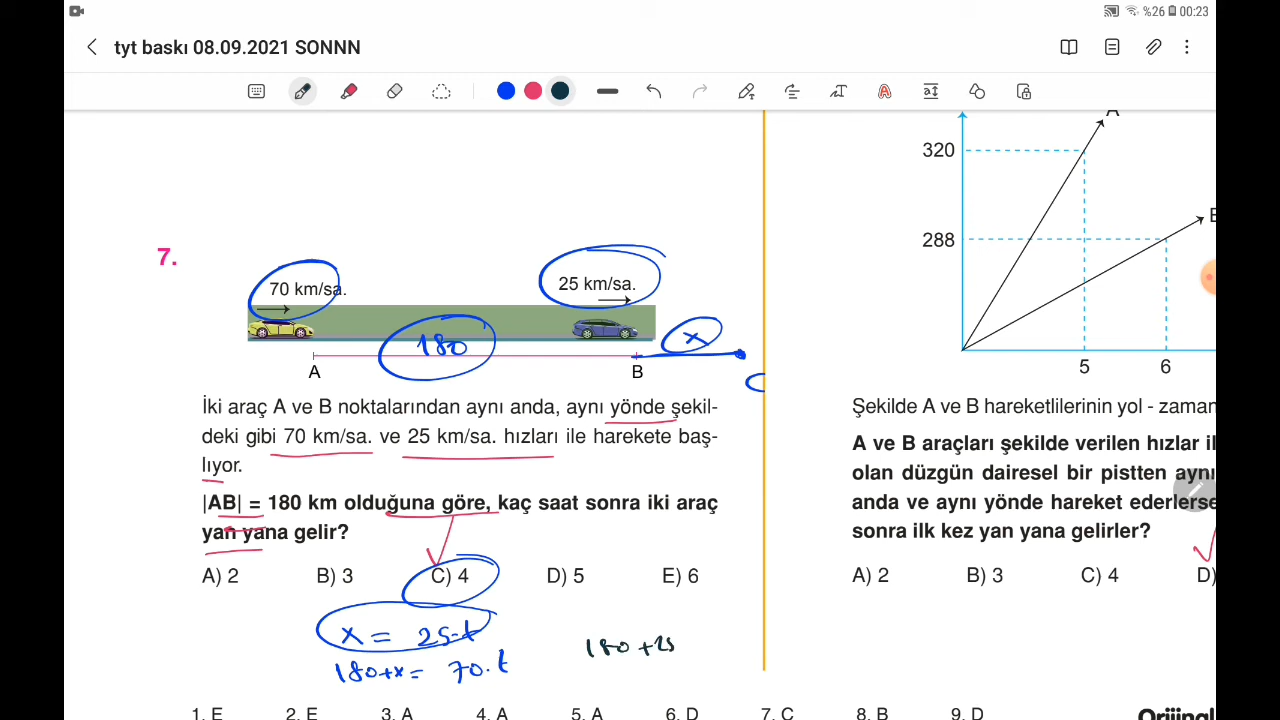 %26 00:23
tyt baskı 08.09.2021 SONNN
7.
70 km/sa.
25 km/sa.
180
x
A
B
C
İki araç A ve B noktalarından aynı anda, aynı yönde şekil-
deki gibi 70 km/sa. ve 25 km/sa. hızları ile harekete baş-
lıyor.
|AB| = 180 km olduğuna göre, kaç saat sonra iki araç
yan yana gelir?
A) 2 B) 3 C) 4 D) 5 E) 6
x = 25.t
180+x = 70.t
180 + 25
320
288
A
5 6
Şekilde A ve B hareketlilerinin yol - zaman
A ve B araçları şekilde verilen hızlar
olan düzgün dairesel bir pistten aynı
anda ve aynı yönde hareket ederlerse
sonra ilk kez yan yana gelirler?
A) 2 B) 3 C) 4 D)
1. E 2. E 3. A 4. A 5. A 6. D 7. C 8. B 9. D